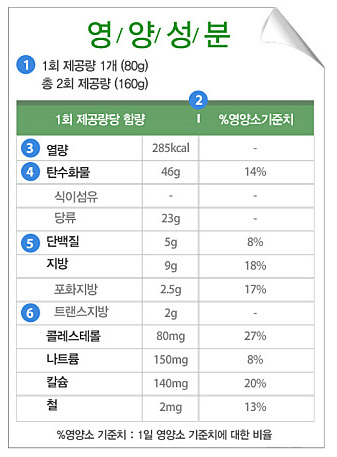 영/양/성/분
1 1회 제공량 1개 (80g)
총 2회 제공량 (160g)
2
1회 제공량당 함량 %영양소기준치
3 열량 285kcal -
4 탄수화물 46g 14%
식이섬유 - -
당류 23g
5 단백질 5g 8%
지방 9g 18%
포화지방 2.5g 17%
6 트랜스지방 2g -
콜레스테롤 80mg 27%
나트륨 150mg 8%
칼슘 140mg 20%
철 2mg 13%
%영양소 기준치 : 1일 영양소 기준치에 대한 비율